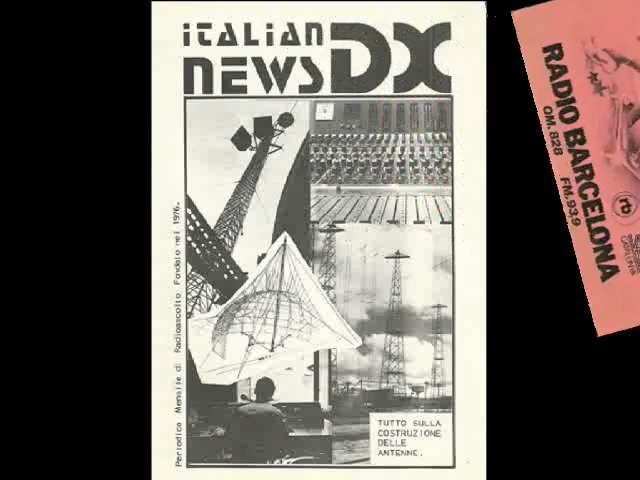 ITALIAN
NEWS DX
Periodico Mensile di Radioascolto Fondato nel 1976.
TUTTO SULLA
COSTRUZIONE
DELLE
ANTENNE.
RADIO BARCELONA
OM. 828 FM. 93,9
rb